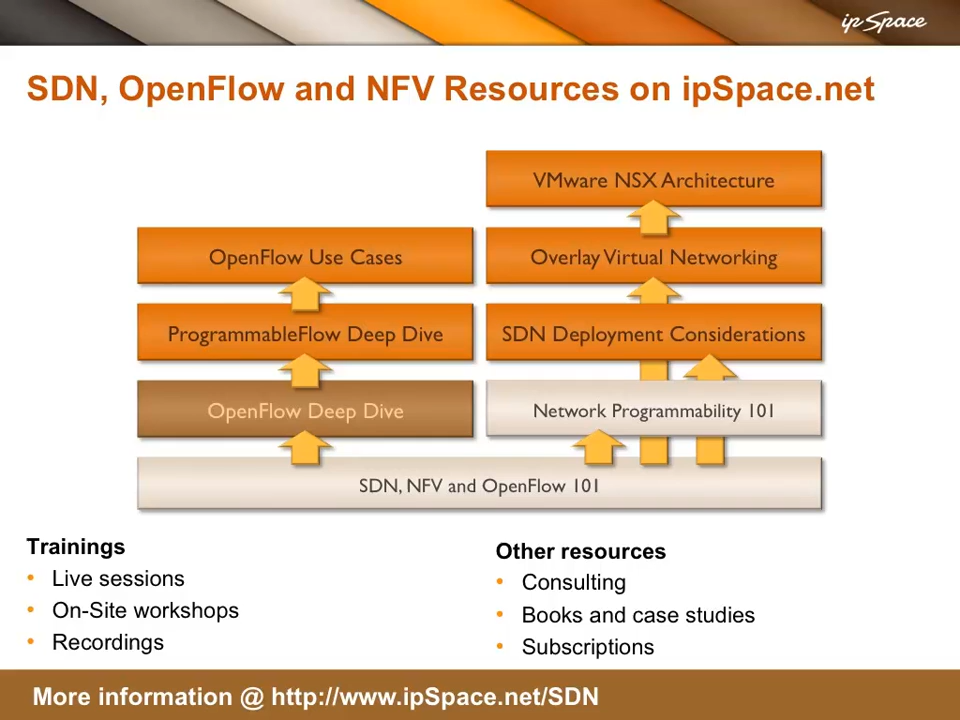 ip Space
SDN, OpenFlow and NFV Resources on ipSpace.net
VMware NSX Architecture
OpenFlow Use Cases
Overlay Virtual Networking
ProgrammableFlow Deep Dive
SDN Deployment Considerations
OpenFlow Deep Dive
Network Programmability 101
SDN, NFV and OpenFlow 101
Trainings
• Live sessions
• On-Site workshops
• Recordings
Other resources
• Consulting
• Books and case studies
• Subscriptions
More information @ http://www.ipSpace.net/SDN